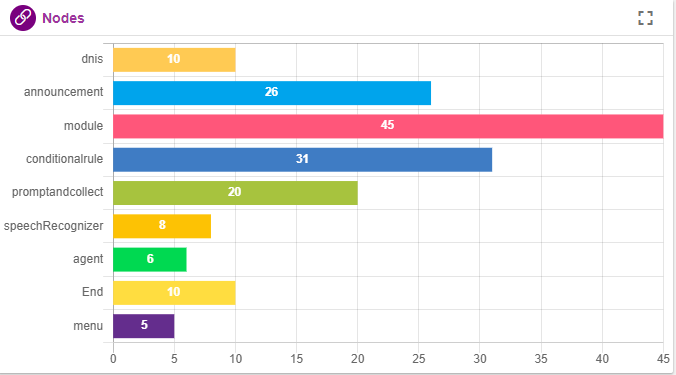 Nodes
dnis 10
announcement 26
module 45
conditionalrule 31
promptandcollect 20
speechRecognizer 8
agent 6
End 10
menu 5
0 5 10 15 20 25 30 35 40 45